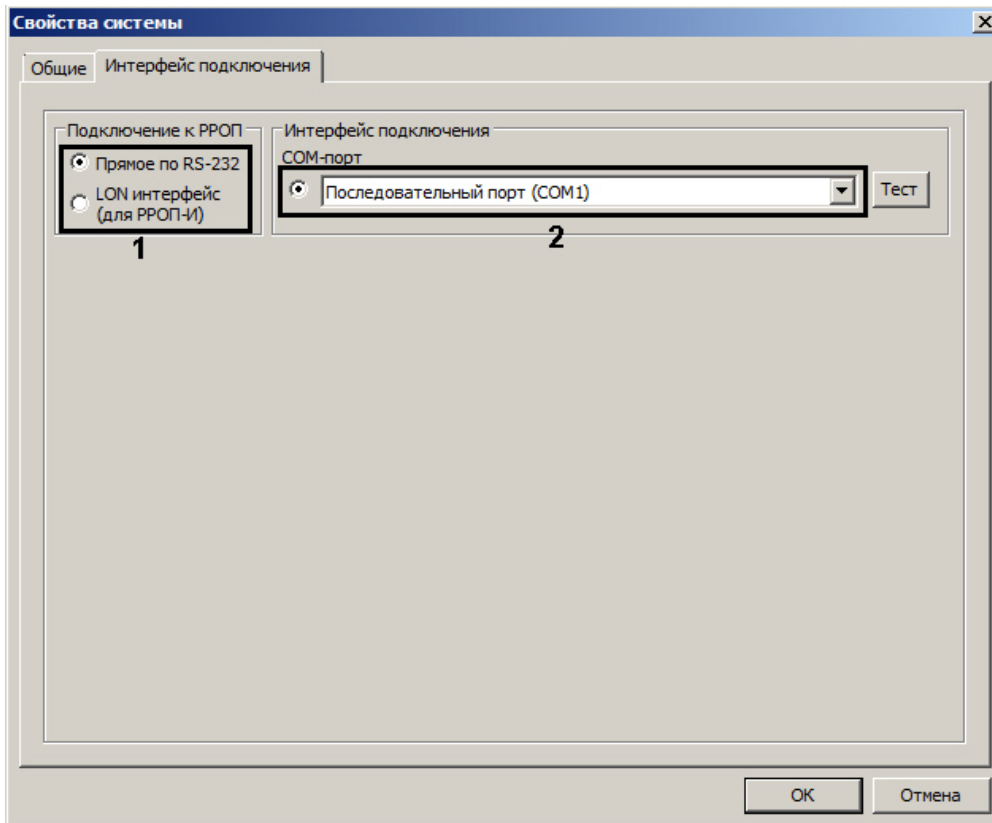 Свойства системы
Общие
Интерфейс подключения
Подключение к РРОП
Прямое по RS-232
LON интерфейс
(для РРОП-И)
1
Интерфейс подключения
COM-порт
Последовательный порт (COM1)
Тест
2
OK
Отмена